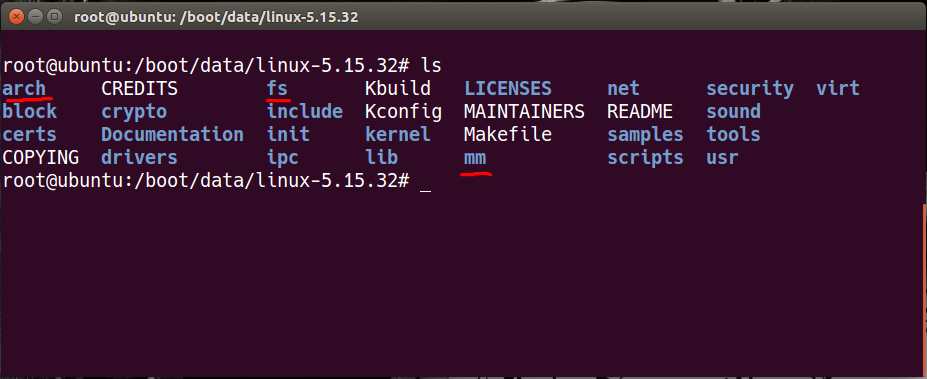 root@ubuntu: /boot/data/linux-5.15.32
root@ubuntu:/boot/data/linux-5.15.32# ls
arch CREDITS fs Kbuild LICENSES net security virt
block crypto include Kconfig MAINTAINERS README sound
certs Documentation init kernel Makefile samples tools
COPYING drivers ipc lib mm scripts usr
root@ubuntu:/boot/data/linux-5.15.32# _